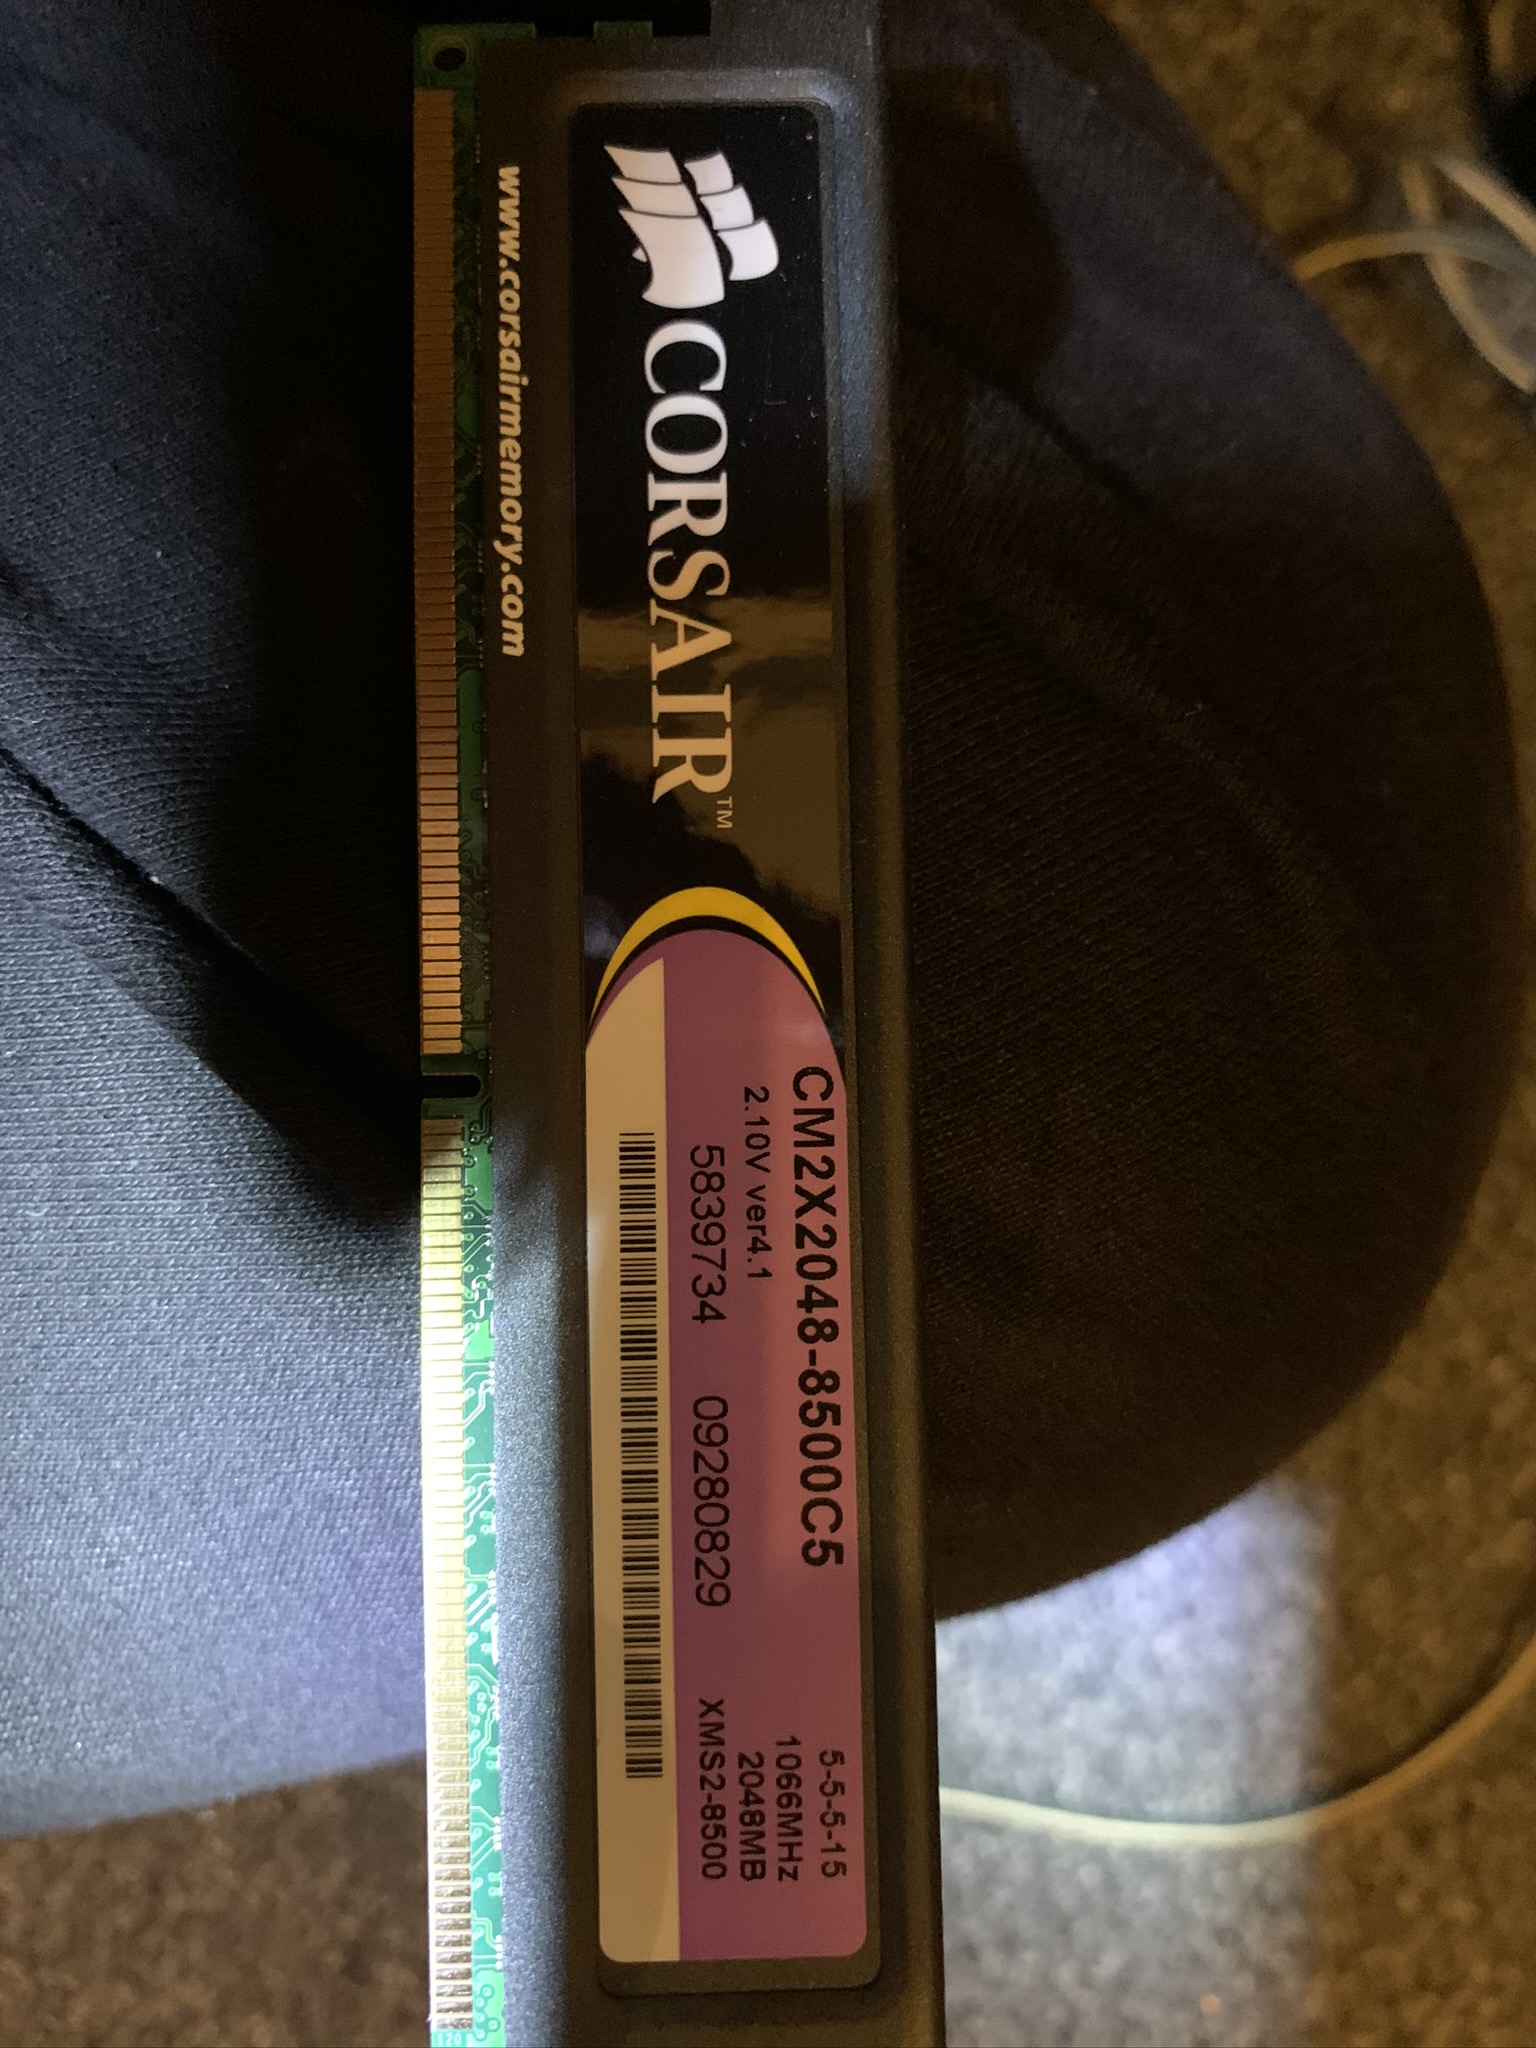 CORSAIR™
www.corsairmemory.com
CM2X2048-8500C5
2.10V ver4.1
5839734 09280829
5-5-5-15
1066MHz
2048MB
XMS2-8500
120